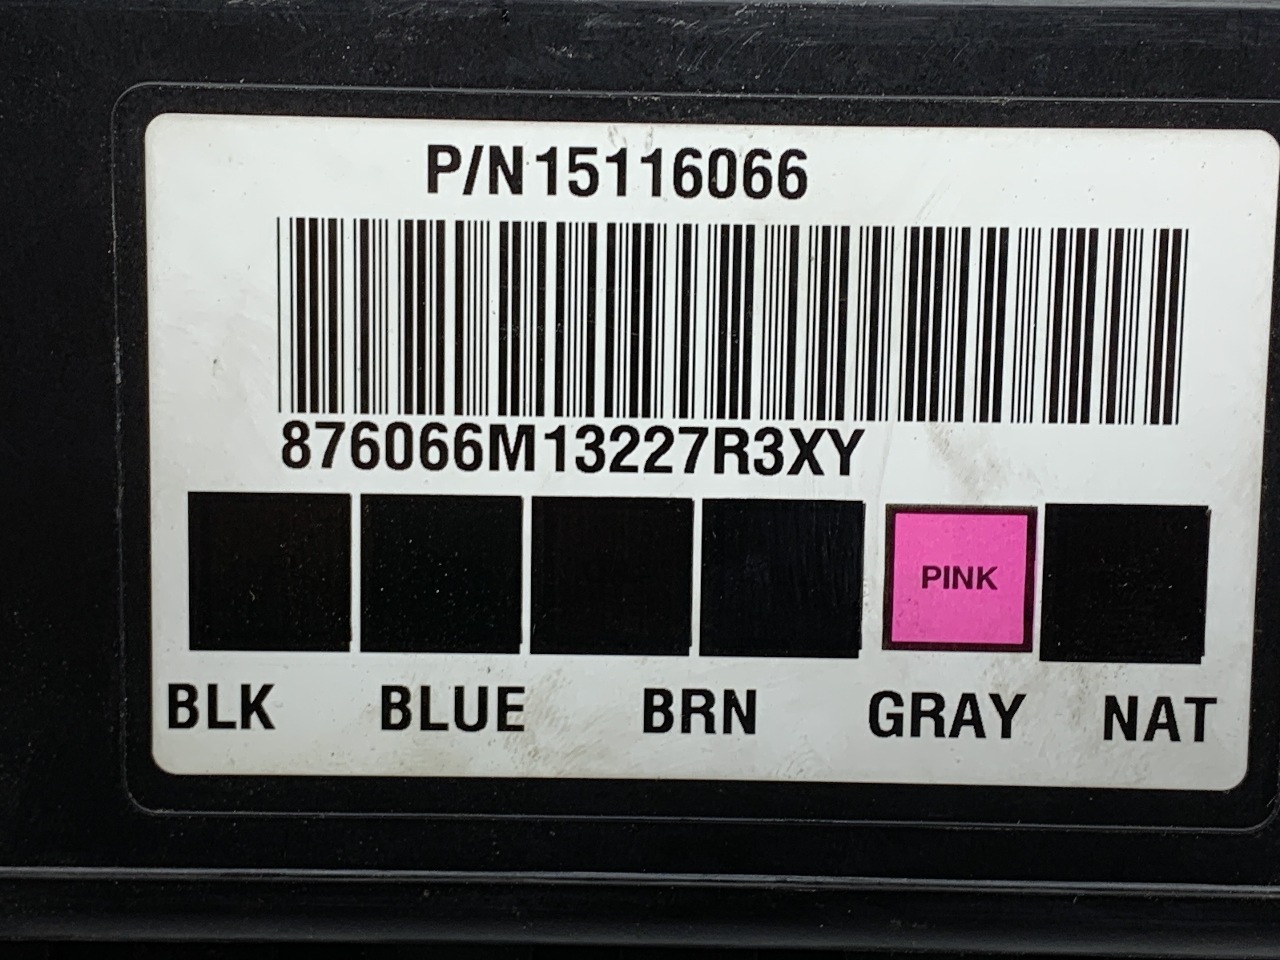 P/N15116066
876066M13227R3XY
PINK
BLK BLUE BRN GRAY NAT